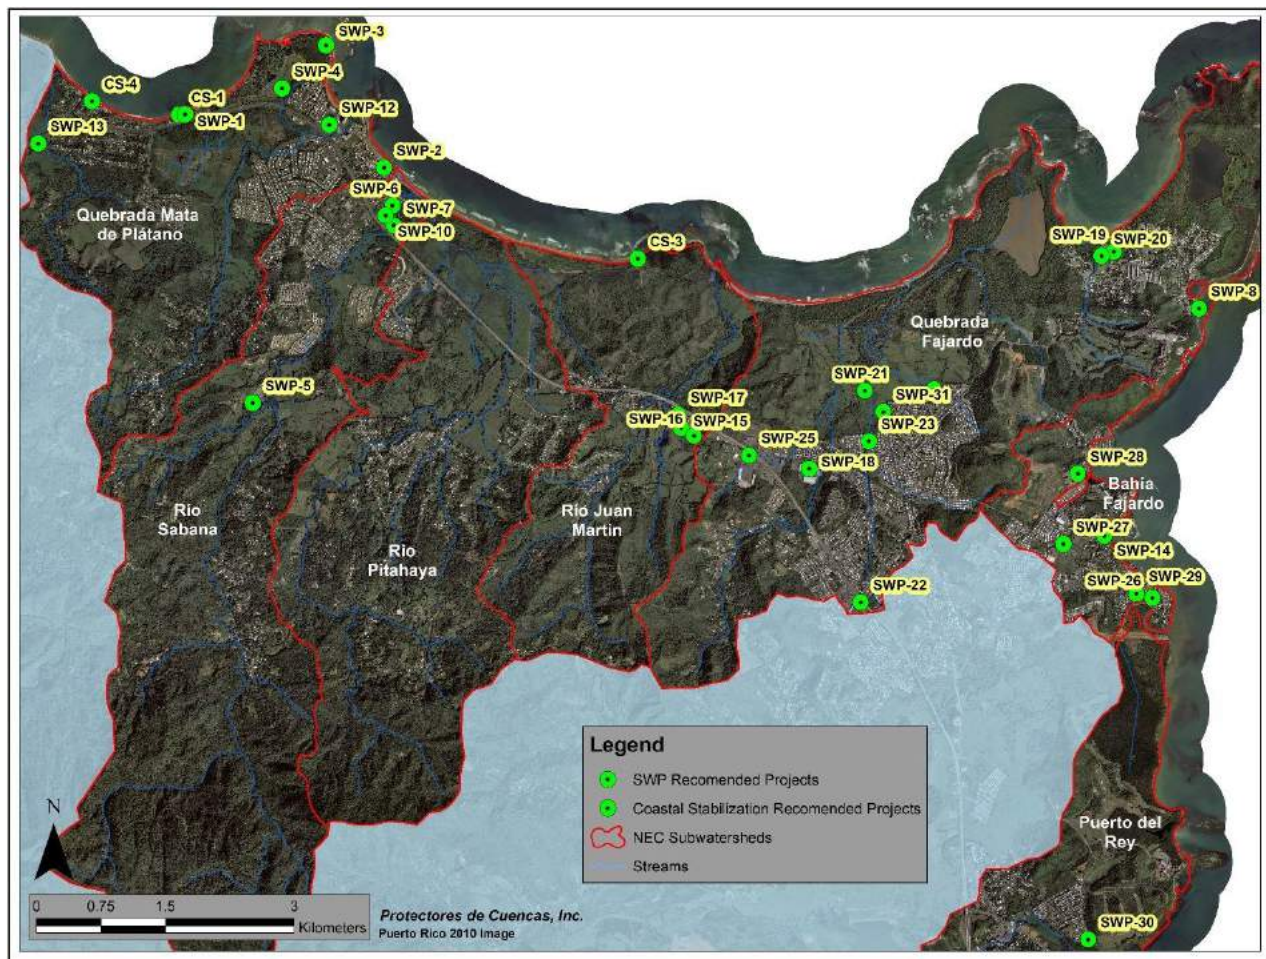 SWP-3
CS-4
SWP-4
CS-1
SWP-12
SWP-1
SWP-13
SWP-2
SWP-6
SWP-7
Quebrada Mata
de Plátano
SWP-10
CS-3
SWP-19
SWP-20
SWP-8
Quebrada
Fajardo
SWP-21
SWP-5
SWP-17
SWP-31
SWP-16
SWP-15
SWP-23
SWP-25
SWP-18
SWP-28
Bahia
Fajardo
Rio
Sabana
Rio Juan
Martin
Rio
Pitahaya
SWP-27
SWP-14
SWP-26
SWP-29
SWP-22
Legend
SWP Recomended Projects
Coastal Stabilization Recomended Projects
NEC Subwatersheds
Streams
Puerto del
Rey
N
0 0.75 1.5 3
Kilometers
Protectores de Cuencas, Inc.
Puerto Rico 2010 Image
SWP-30